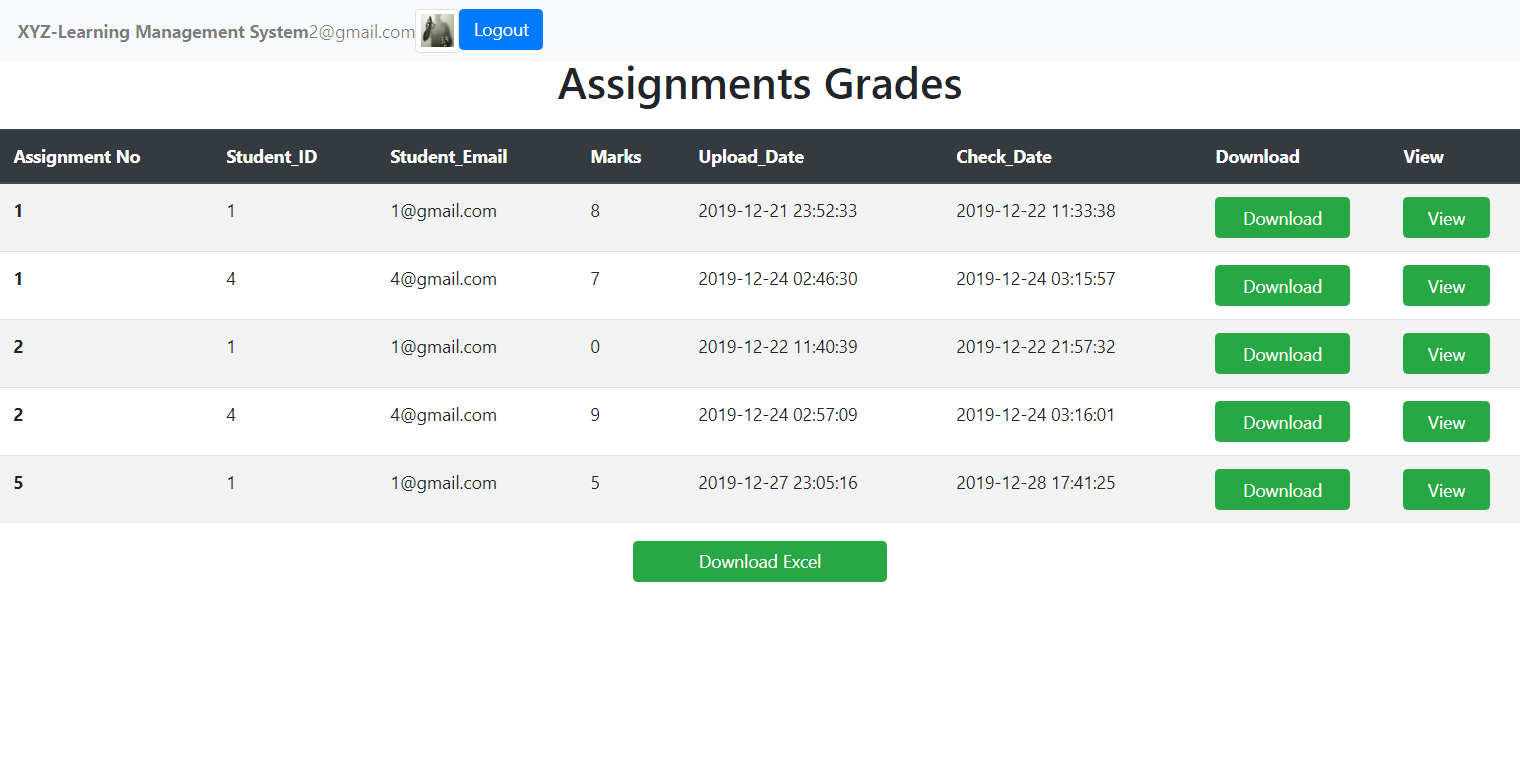 XYZ-Learning Management System2@gmail.com Logout
Assignments Grades
Assignment No Student_ID Student_Email Marks Upload_Date Check_Date Download View
1 1 1@gmail.com 8 2019-12-21 23:52:33 2019-12-22 11:33:38 Download View
1 4 4@gmail.com 7 2019-12-24 02:46:30 2019-12-24 03:15:57 Download View
2 1 1@gmail.com 0 2019-12-22 11:40:39 2019-12-22 21:57:32 Download View
2 4 4@gmail.com 9 2019-12-24 02:57:09 2019-12-24 03:16:01 Download View
5 1 1@gmail.com 5 2019-12-27 23:05:16 2019-12-28 17:41:25 Download View
Download Excel